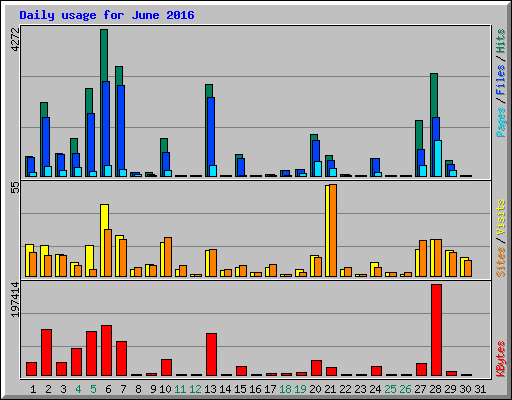 Daily usage for June 2016
4272
Pages / Files / Hits
55
Sites / Visits
197414
KBytes
1 2 3 4 5 6 7 8 9 10 11 12 13 14 15 16 17 18 19 20 21 22 23 24 25 26 27 28 29 30 31